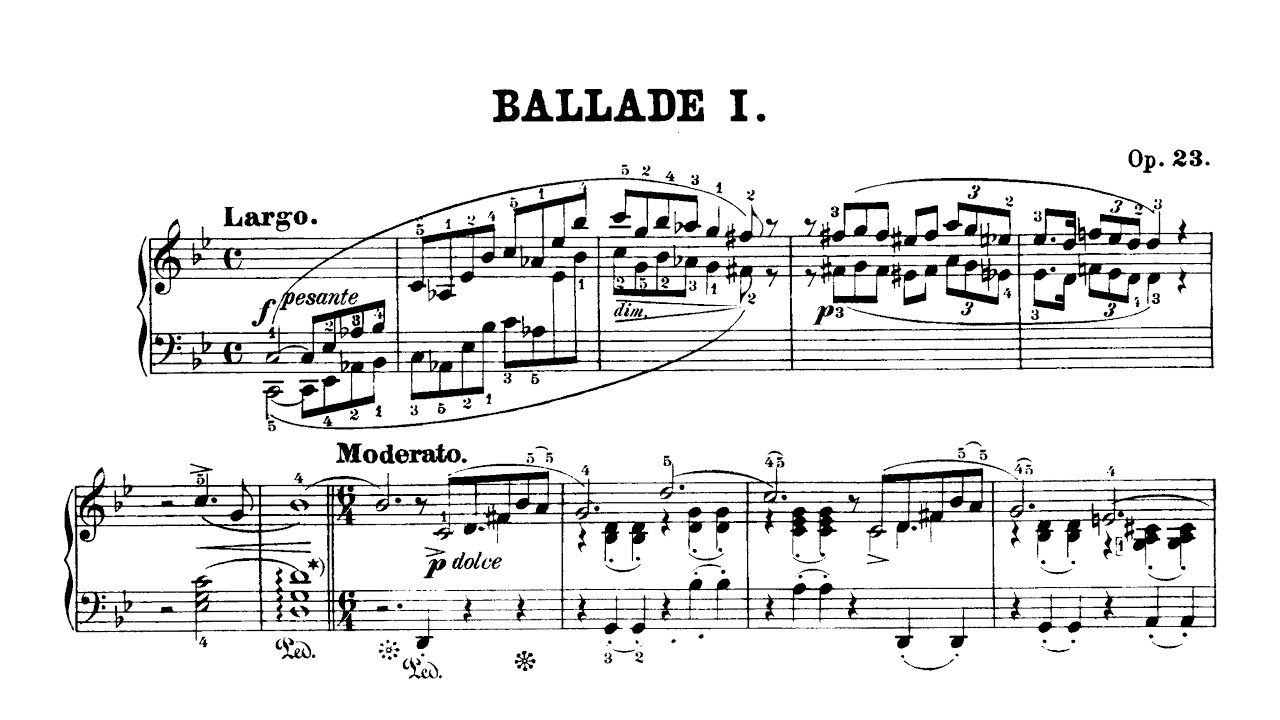 BALLADE I.
Op. 23.
Largo.
f pesante
dim.
p
Moderato.
p dolce
Ped.
Ped.